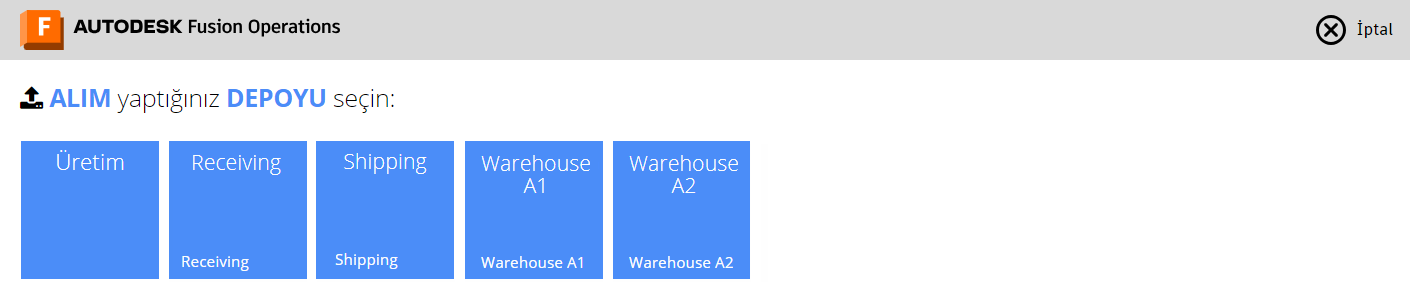 F AUTODESK Fusion Operations
İptal
ALIM yaptığınız DEPOYU seçin:
Üretim
Receiving
Receiving
Shipping
Shipping
Warehouse
A1
Warehouse A1
Warehouse
A2
Warehouse A2